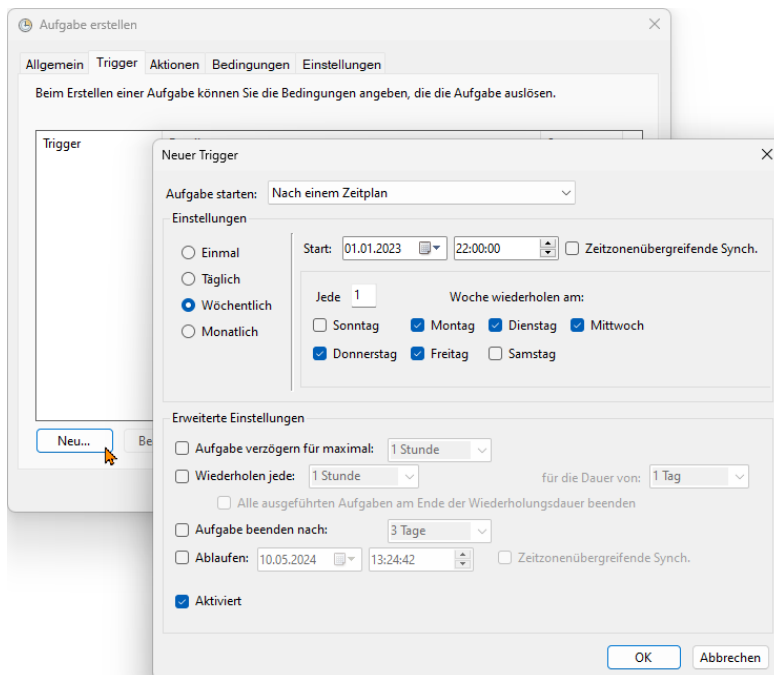 Aufgabe erstellen
Allgemein Trigger Aktionen Bedingungen Einstellungen
Beim Erstellen einer Aufgabe können Sie die Bedingungen angeben, die die Aufgabe auslösen.
Trigger
Neuer Trigger
Aufgabe starten: Nach einem Zeitplan
Einstellungen
Einmal
Täglich
Wöchentlich
Monatlich
Start: 01.01.2023 22:00:00 Zeitzonenübergreifende Synch.
Jede 1 Woche wiederholen am:
Sonntag Montag Dienstag Mittwoch
Donnerstag Freitag Samstag
Neu... Be
Erweiterte Einstellungen
Aufgabe verzögern für maximal: 1 Stunde
Wiederholen jede: 1 Stunde für die Dauer von: 1 Tag
Alle ausgeführten Aufgaben am Ende der Wiederholungsdauer beenden
Aufgabe beenden nach: 3 Tage
Ablaufen: 10.05.2024 13:24:42 Zeitzonenübergreifende Synch.
Aktiviert
OK Abbrechen